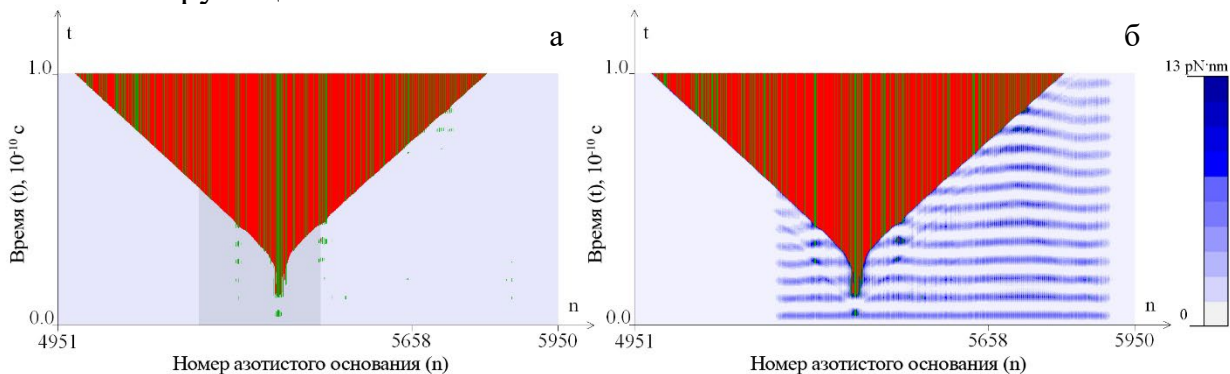 t
а
1.0
Время (t), 10⁻¹⁰ с
0.0
n
4951
5658
5950
Номер азотистого основания (n)
t
б
1.0
Время (t), 10⁻¹⁰ с
0.0
n
4951
5658
5950
Номер азотистого основания (n)
13 pN·nm
0